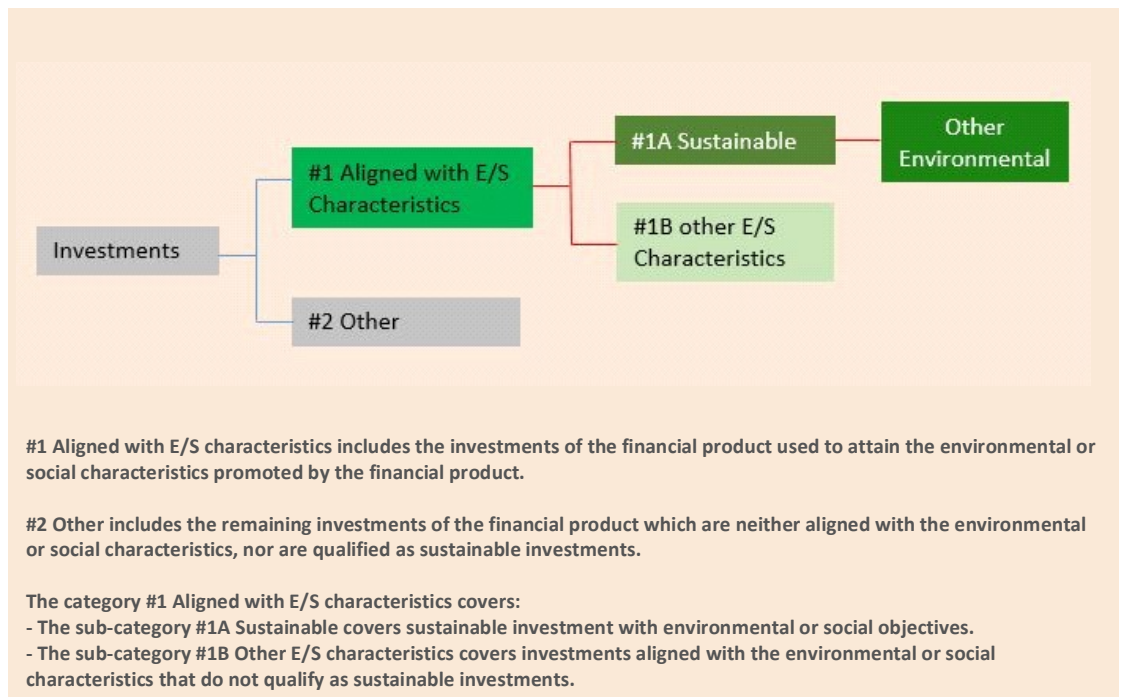 Investments
#1 Aligned with E/S
Characteristics
#2 Other
#1A Sustainable
#1B other E/S
Characteristics
Other
Environmental
#1 Aligned with E/S characteristics includes the investments of the financial product used to attain the environmental or
social characteristics promoted by the financial product.
#2 Other includes the remaining investments of the financial product which are neither aligned with the environmental
or social characteristics, nor are qualified as sustainable investments.
The category #1 Aligned with E/S characteristics covers:
- The sub-category #1A Sustainable covers sustainable investment with environmental or social objectives.
- The sub-category #1B Other E/S characteristics covers investments aligned with the environmental or social
characteristics that do not qualify as sustainable investments.